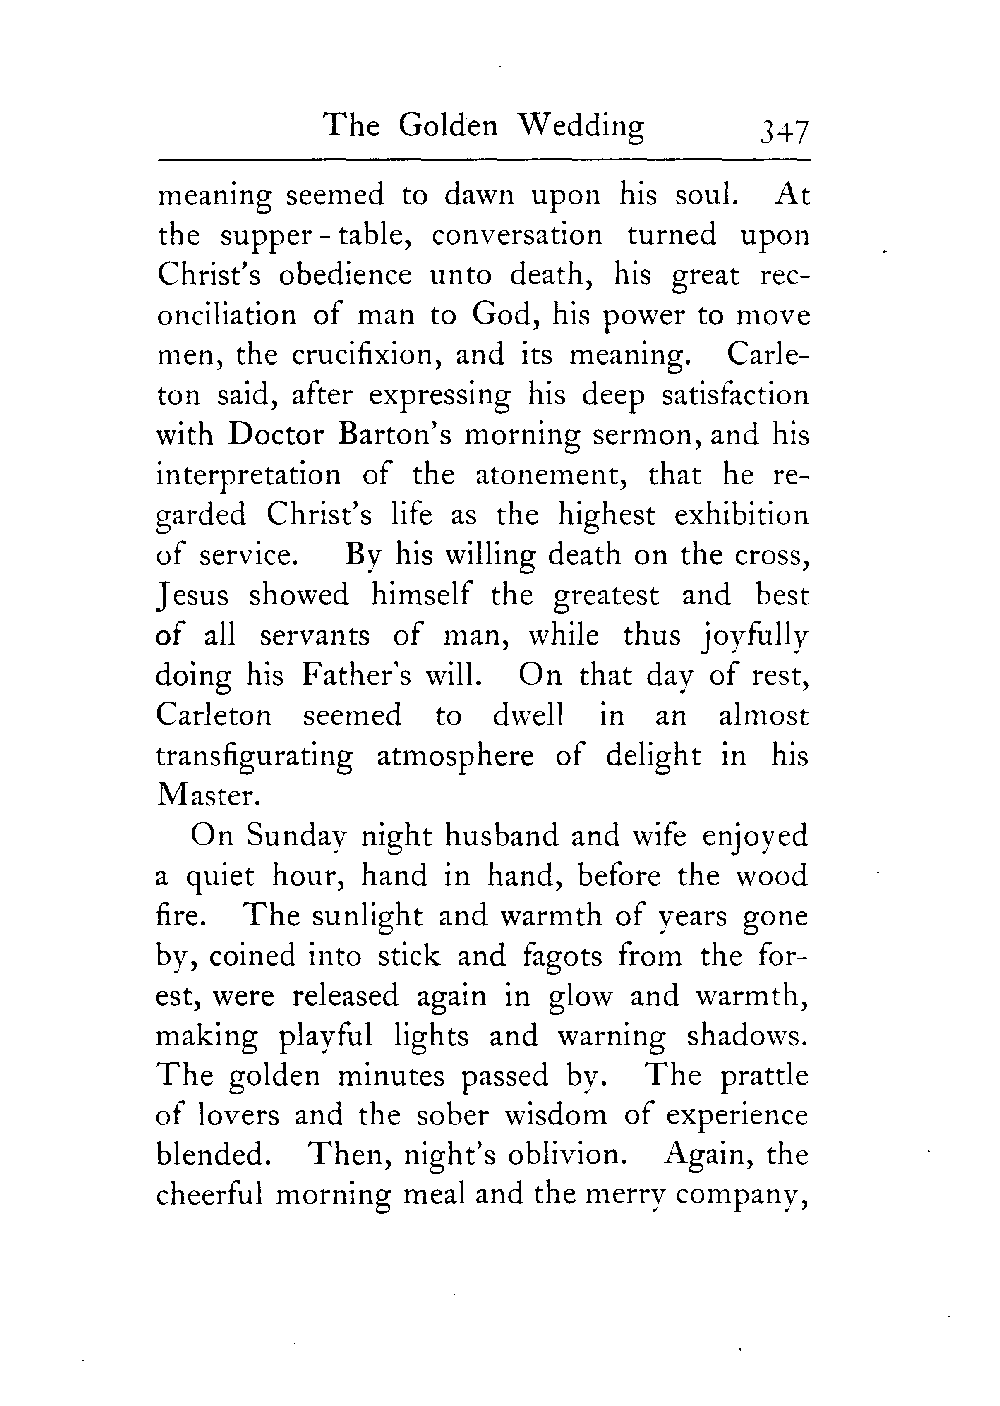 The Golden Wedding 347
meaning seemed to dawn upon his soul. At
the supper-table, conversation turned upon
Christ's obedience unto death, his great rec-
onciliation of man to God, his power to move
men, the crucifixion, and its meaning. Carle-
ton said, after expressing his deep satisfaction
with Doctor Barton's morning sermon, and his
interpretation of the atonement, that he re-
garded Christ's life as the highest exhibition
of service. By his willing death on the cross,
Jesus showed himself the greatest and best
of all servants of man, while thus joyfully
doing his Father's will. On that day of rest,
Carleton seemed to dwell in an almost
transfigurating atmosphere of delight in his
Master.
On Sunday night husband and wife enjoyed
a quiet hour, hand in hand, before the wood
fire. The sunlight and warmth of years gone
by, coined into stick and fagots from the for-
est, were released again in glow and warmth,
making playful lights and warning shadows.
The golden minutes passed by. The prattle
of lovers and the sober wisdom of experience
blended. Then, night's oblivion. Again, the
cheerful morning meal and the merry company,